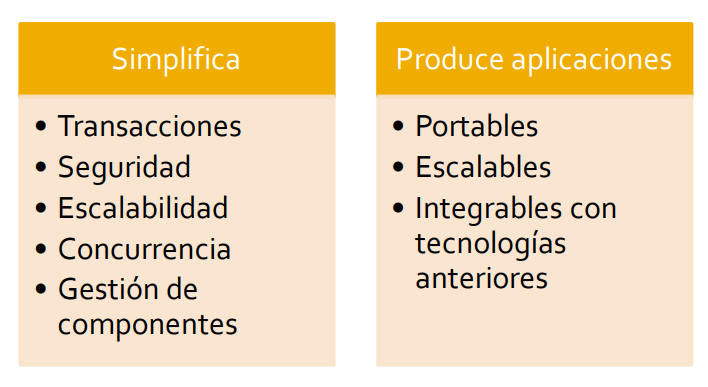 Simplifica
• Transacciones
• Seguridad
• Escalabilidad
• Concurrencia
• Gestión de
componentes
Produce aplicaciones
• Portables
• Escalables
• Integrables con
tecnologías
anteriores